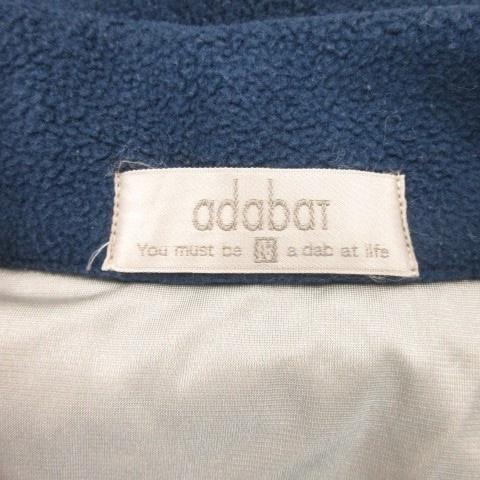 adabaT
You must be a dab at life